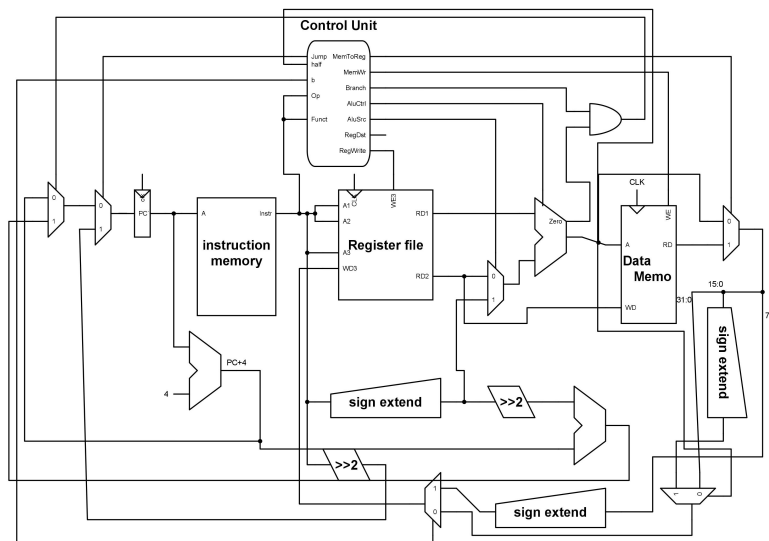 Control Unit
Jump
half
b
Op
Funct
MemToReg
MemWr
Branch
AluCtrl
AluSrc
RegDst
RegWrite
0
1
0
1
PC
A
Instr
instruction
memory
A1
A2
A3
WD3
WE3
RD1
RD2
Register file
0
1
Zero
CLK
A
WE
RD
WD
Data
Memo
0
1
31:0
15:0
7
sign extend
PC+4
4
sign extend
>>2
>>2
1
0
sign extend
1
0